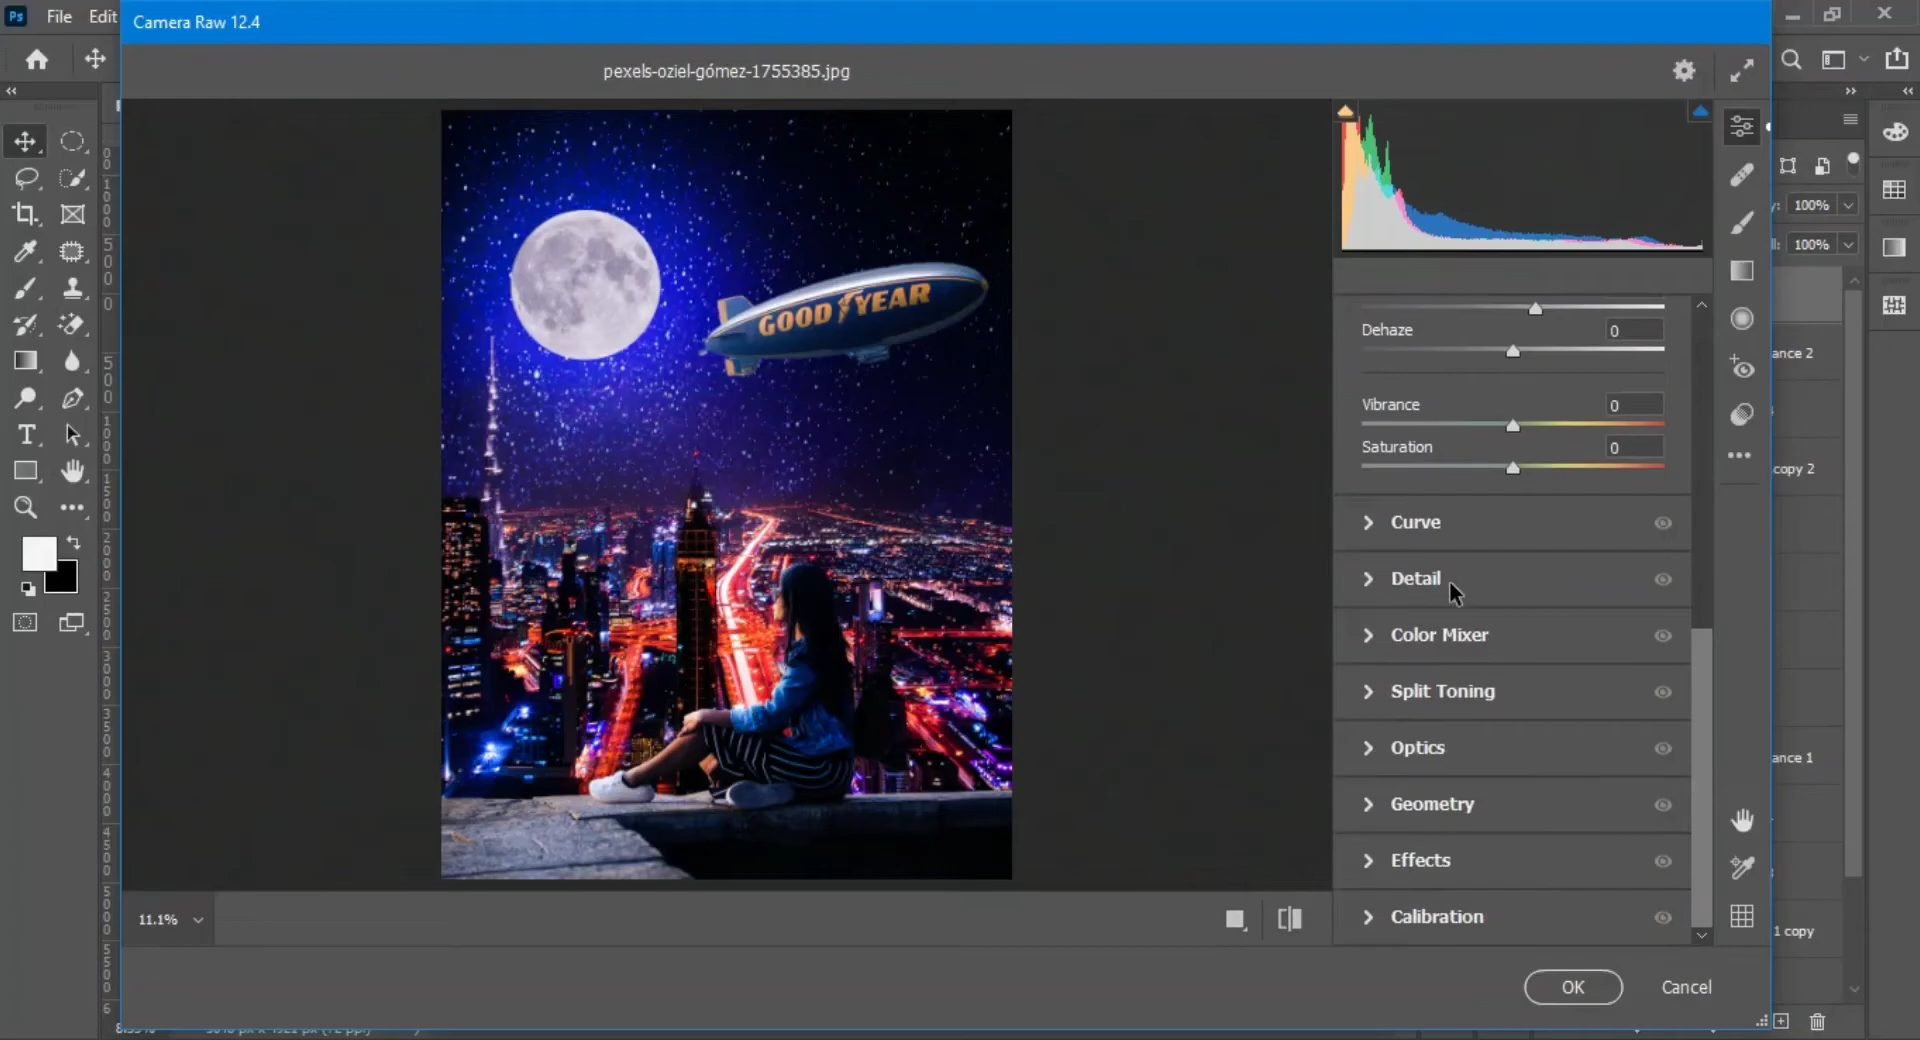 Ps File Edit
Camera Raw 12.4
pexels-oziel-gómez-1755385.jpg
100%
100%
GOOD YEAR
Dehaze 0
Vibrance 0
Saturation 0
Curve
Detail
Color Mixer
Split Toning
Optics
Geometry
Effects
Calibration
ance 2
copy 2
ance 1
1 copy
11.1%
OK Cancel